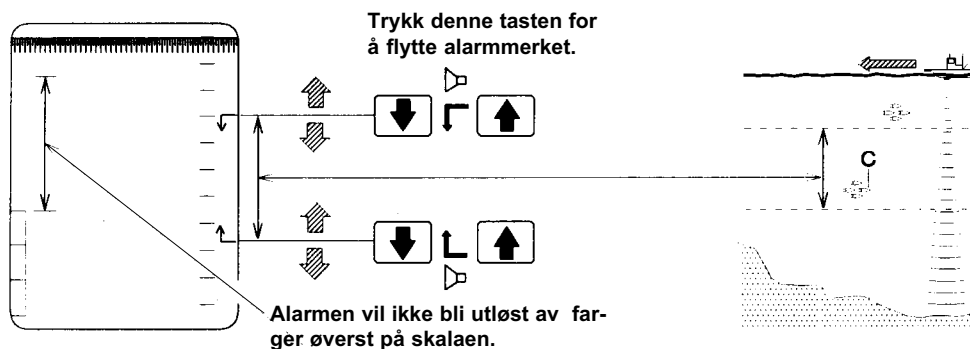 Trykk denne tasten for
å flytte alarmmerket.
C
Alarmen vil ikke bli utløst av far-
ger øverst på skalaen.